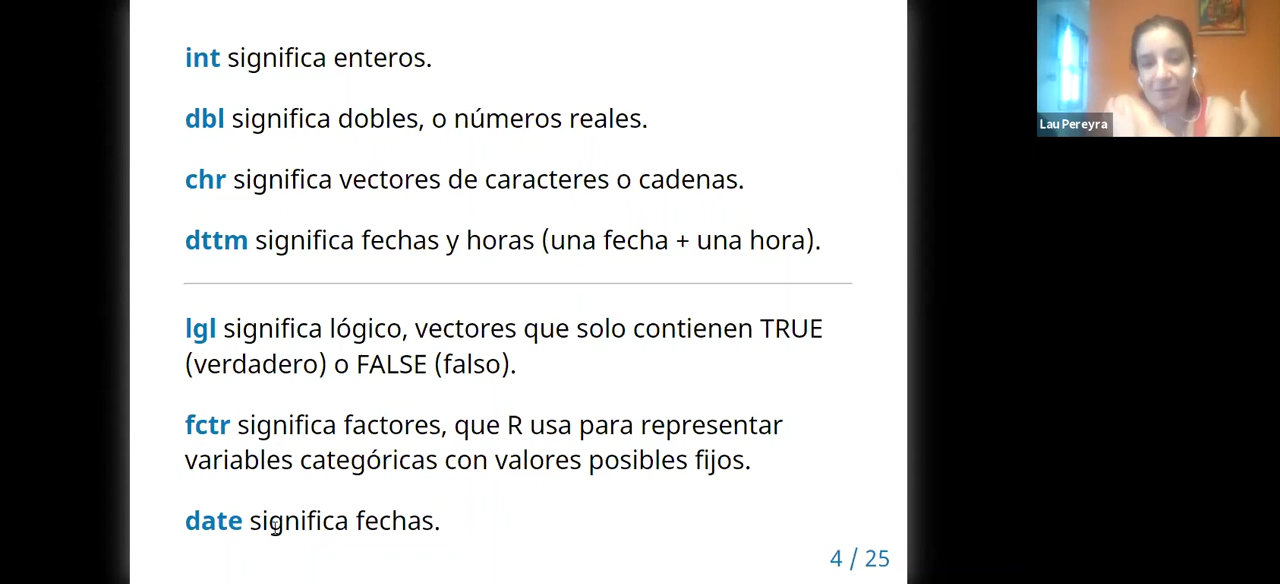 int significa enteros.
dbl significa dobles, o números reales.
chr significa vectores de caracteres o cadenas.
dttm significa fechas y horas (una fecha + una hora).
lgl significa lógico, vectores que solo contienen TRUE
(verdadero) o FALSE (falso).
fctr significa factores, que R usa para representar
variables categóricas con valores posibles fijos.
date significa fechas.
4 / 25
Lau Pereyra